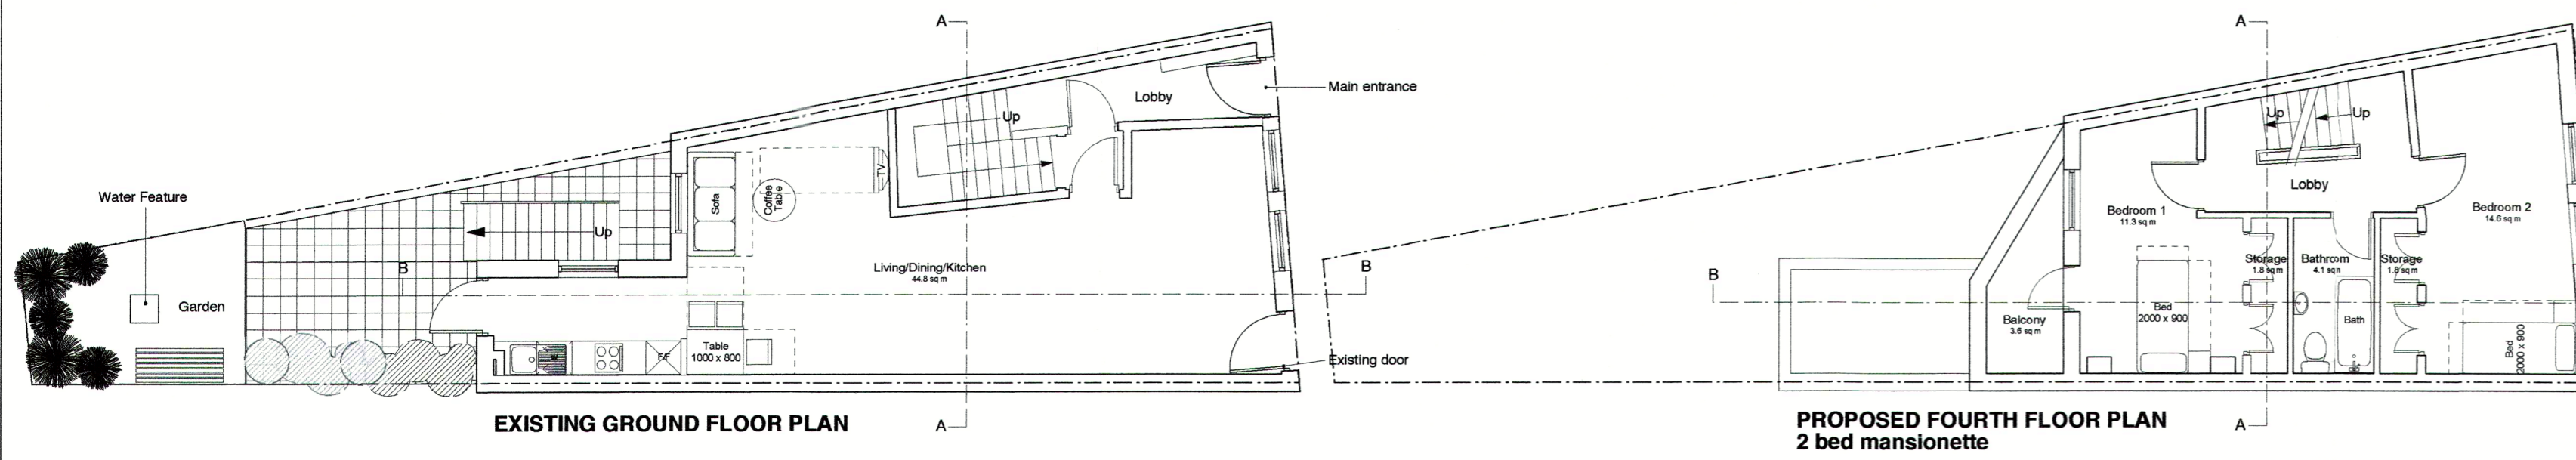 A
Main entrance
Lobby
Up
TV
Sofa
Coffee
Table
Water Feature
Up
B
Garden
Living/Dining/Kitchen
44.8 sq m
B
Table
1000 x 800
F/F
Existing door
EXISTING GROUND FLOOR PLAN
A
A
Up
Up
Lobby
Bedroom 1
11.3 sq m
Bedroom 2
14.6 sq m
Storage
1.8 sq m
Bathroom
4.1 sq m
Storage
1.8 sq m
B
Balcony
3.6 sq m
Bed
2000 x 900
Bath
Bed
2000 x 900
PROPOSED FOURTH FLOOR PLAN
2 bed mansionette
A